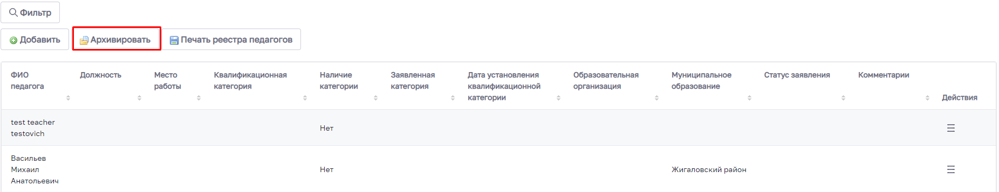 Фильтр
Добавить
Архивировать
Печать реестра педагогов
ФИО
педагога
Должность
Место
работы
Квалификационная
категория
Наличие
категории
Заявленная
категория
Дата установления
квалификационной
категории
Образовательная
организация
Муниципальное
образование
Статус заявления
Комментарии
Действия
test teacher
testovich
Нет
Васильев
Михаил
Анатольевич
Нет
Жигаловский район